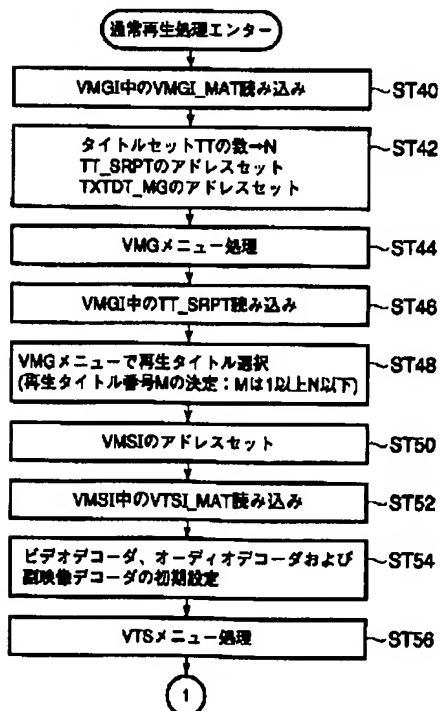 通常再生処理エンター
VMGI中のVMGI_MAT読み込み
ST40
タイトルセットTTの数→N
TT_SRPTのアドレスセット
TXTDT_MGのアドレスセット
ST42
VMGメニュー処理
ST44
VMGI中のTT_SRPT読み込み
ST46
VMGメニューで再生タイトル選択
(再生タイトル番号Mの決定：Mは1以上N以下)
ST48
VMSIのアドレスセット
ST50
VMSI中のVTSI_MAT読み込み
ST52
ビデオデコーダ、オーディオデコーダおよび
副映像デコーダの初期設定
ST54
VTSメニュー処理
ST56
1